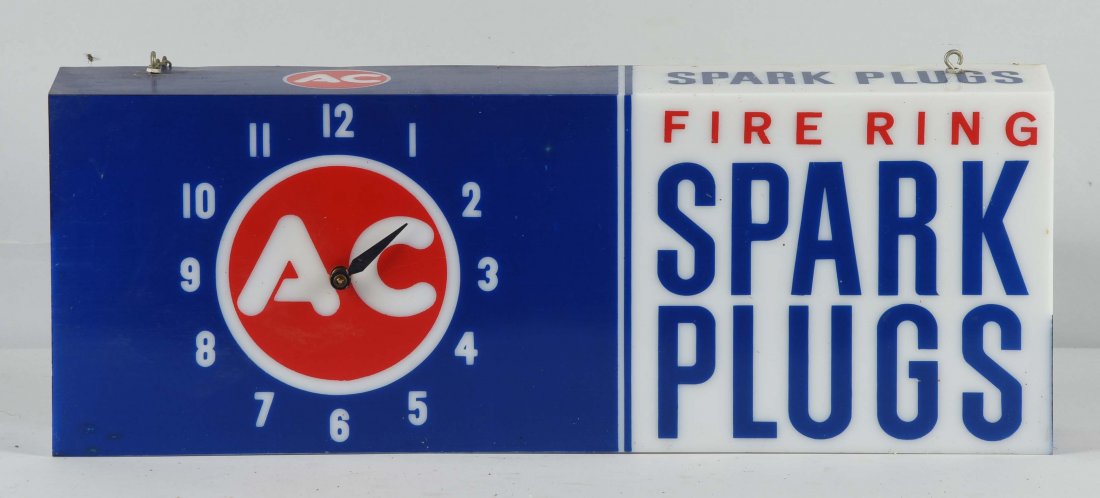 AC
SPARK PLUGS
FIRE RING
SPARK
PLUGS
12
1
2
3
4
5
6
7
8
9
10
11
AC